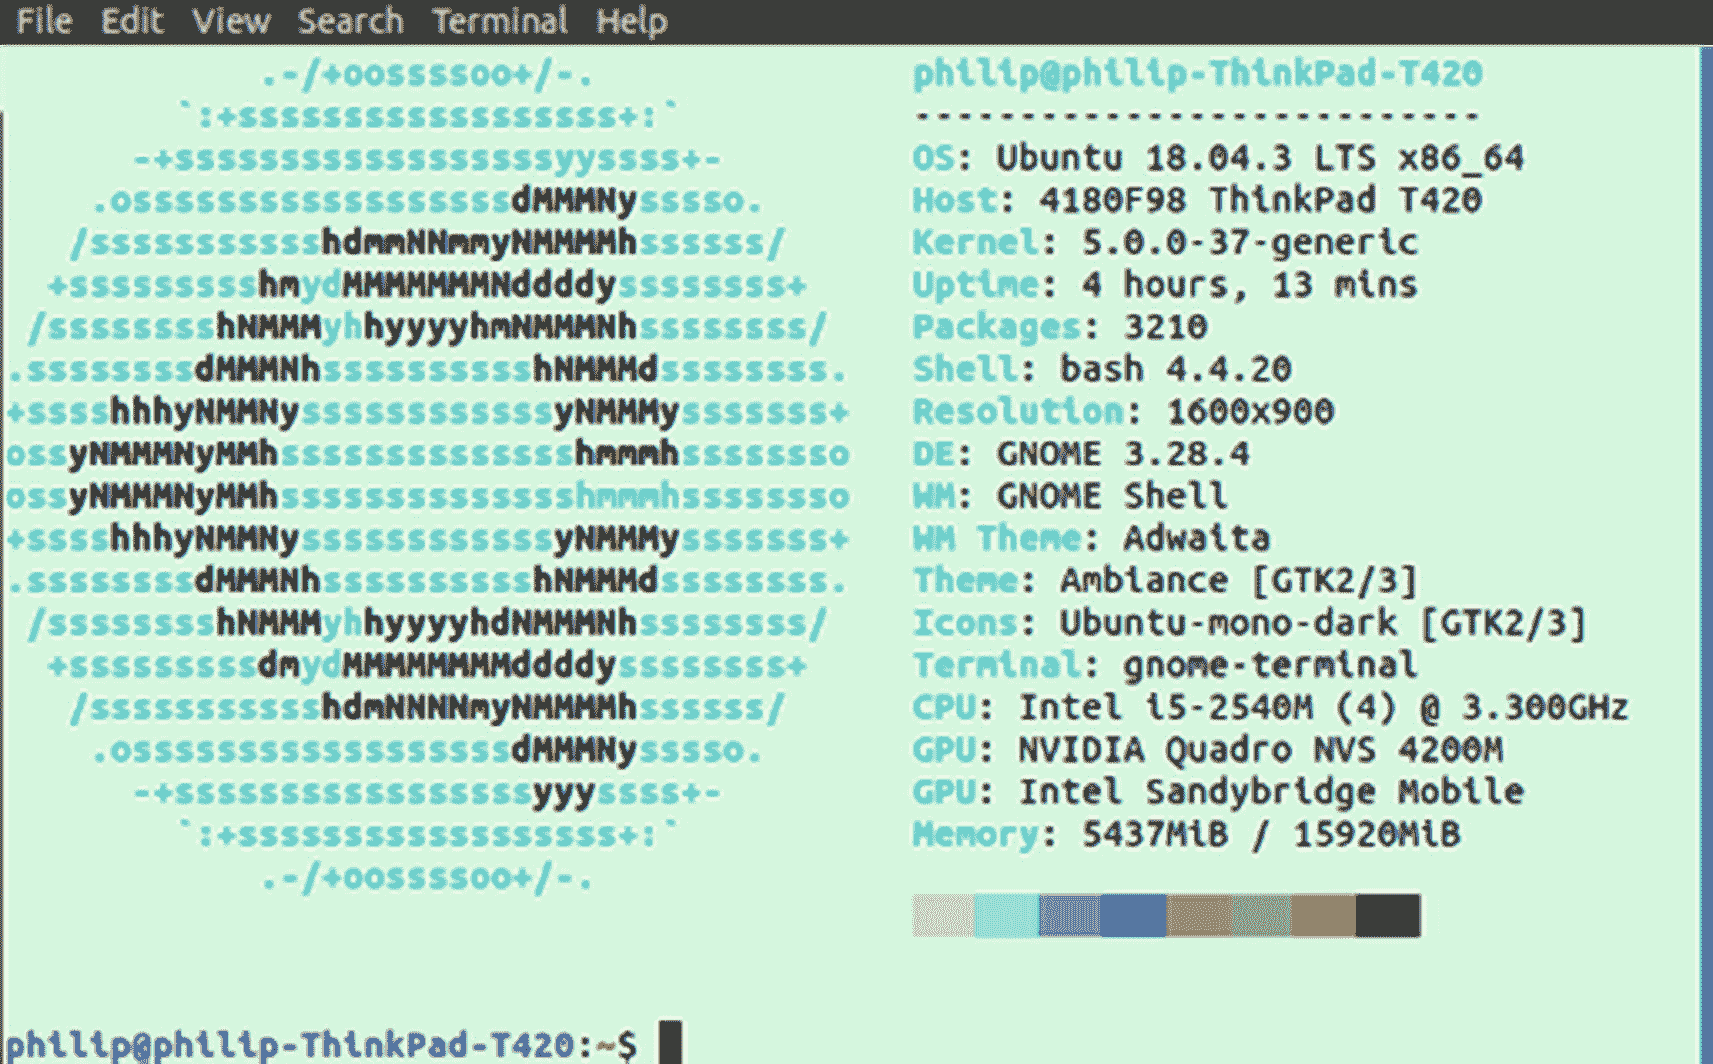 File Edit View Search Terminal Help
.-/+oossssoo+/-.
`:+ssssssssssssssssss+:`
-+ssssssssssssssssssyyssss+-
.ossssssssssssssssssdMMMNysssso.
/ssssssssssshdmmNNmmyNMMMMhssssss/
+ssssssssshmydMMMMMMMNddddyssssssss+
/sssssssshNMMMyhhyyyyhmNMMMNhssssssss/
.ssssssssdMMMNhsssssssssshNMMMdssssssss.
+sssshhhyNMMNyssssssssssssyNMMMysssssss+
ossyNMMMNyMMhsssssssssssssshmmmhssssssso
ossyNMMMNyMMhsssssssssssssshmmmhssssssso
+sssshhhyNMMNyssssssssssssyNMMMysssssss+
.ssssssssdMMMNhsssssssssshNMMMdssssssss.
/sssssssshNMMMyhhyyyyhdNMMMNhssssssss/
+sssssssssdmydMMMMMMMMddddyssssssss+
/ssssssssssshdmNNNNmyNMMMMhssssss/
.ossssssssssssssssssdMMMNysssso.
-+sssssssssssssssssyyyssss+-
`:+ssssssssssssssssss+:`
.-/+oossssoo+/-.
philip@philip-ThinkPad-T420
---------------------------
OS: Ubuntu 18.04.3 LTS x86_64
Host: 4180F98 ThinkPad T420
Kernel: 5.0.0-37-generic
Uptime: 4 hours, 13 mins
Packages: 3210
Shell: bash 4.4.20
Resolution: 1600x900
DE: GNOME 3.28.4
WM: GNOME Shell
WM Theme: Adwaita
Theme: Ambiance [GTK2/3]
Icons: Ubuntu-mono-dark [GTK2/3]
Terminal: gnome-terminal
CPU: Intel i5-2540M (4) @ 3.300GHz
GPU: NVIDIA Quadro NVS 4200M
GPU: Intel Sandybridge Mobile
Memory: 5437MiB / 15920MiB
philip@philip-ThinkPad-T420:~$